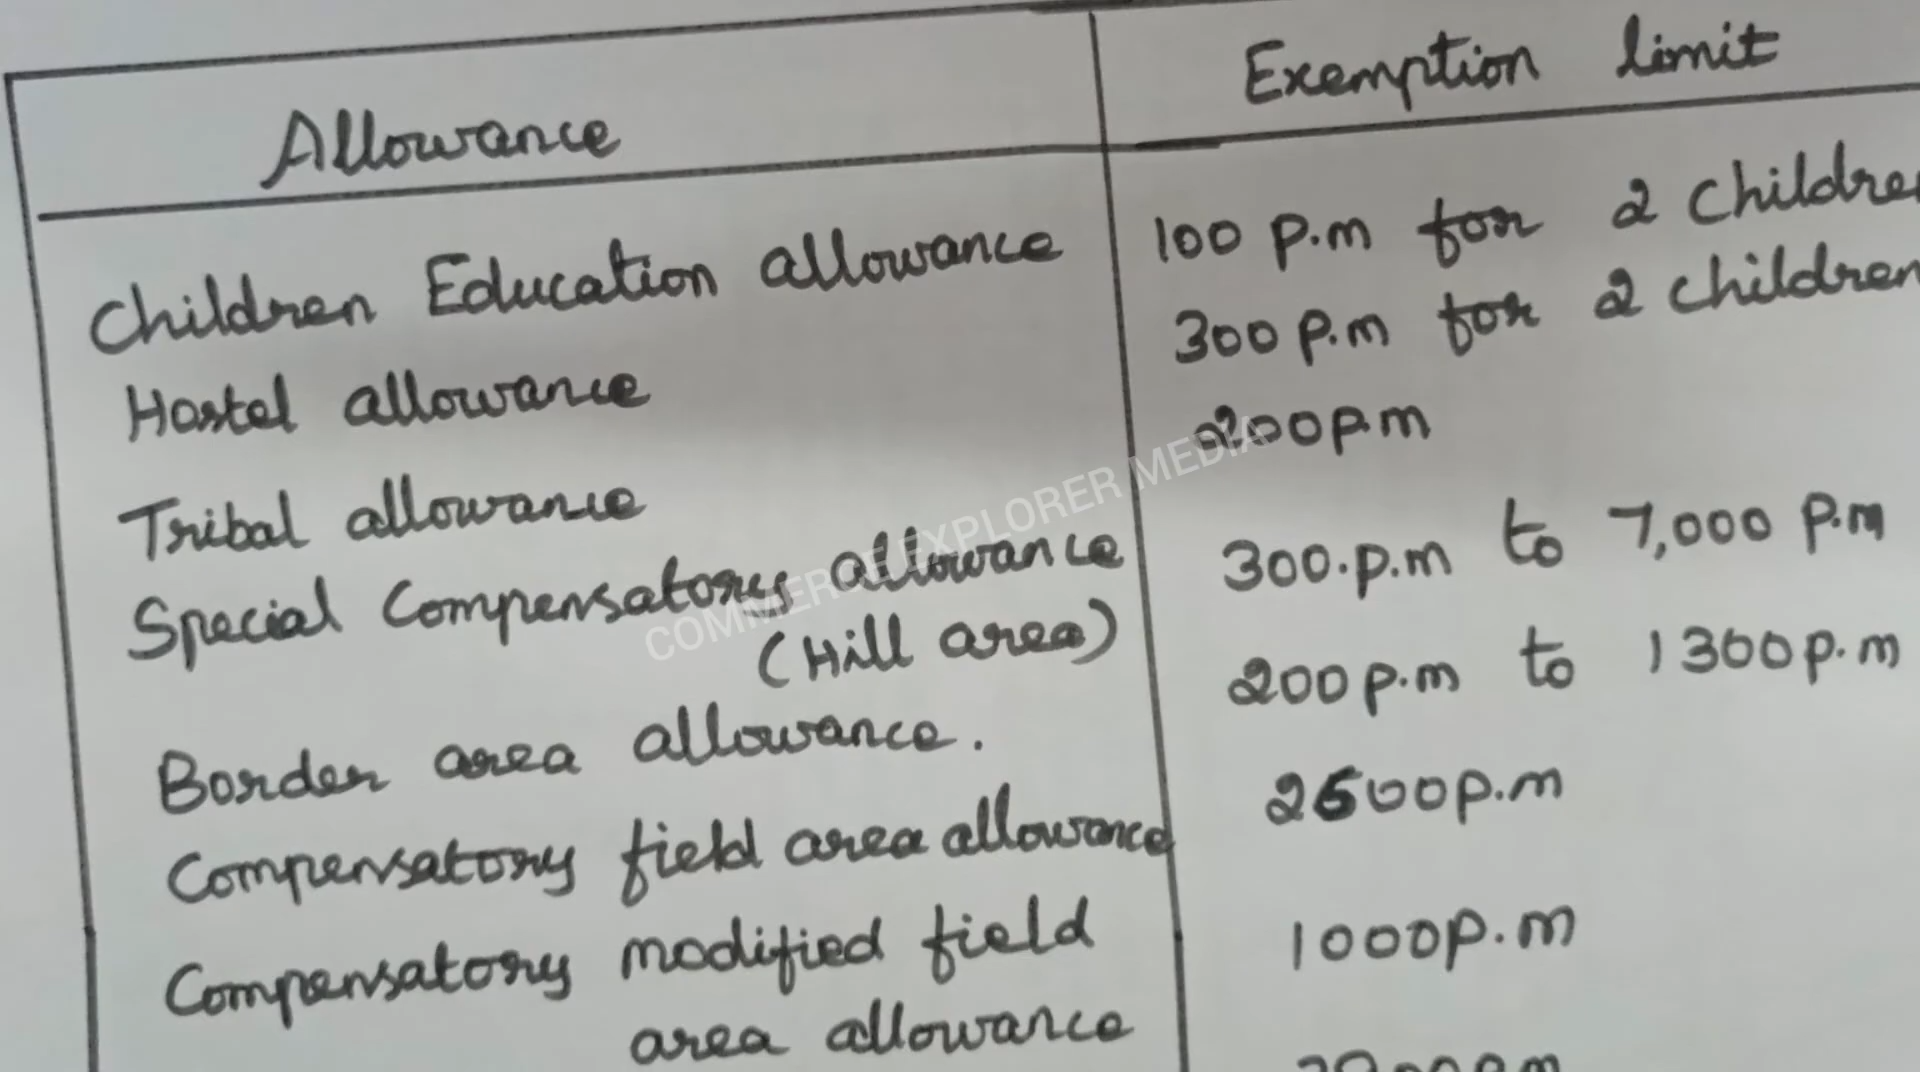 Allowance Exemption limit
Children Education allowance 100 p.m for 2 children
Hostel allowance 300 p.m for 2 children
Tribal allowance 200 p.m
Special Compensatory allowance 300.p.m to 7,000 p.m
(Hill area)
Border area allowance. 200 p.m to 1300 p.m
Compensatory field area allowance 2600 p.m
Compensatory modified field 1000 p.m
area allowance
COMMERCE EXPLORER MEDIA